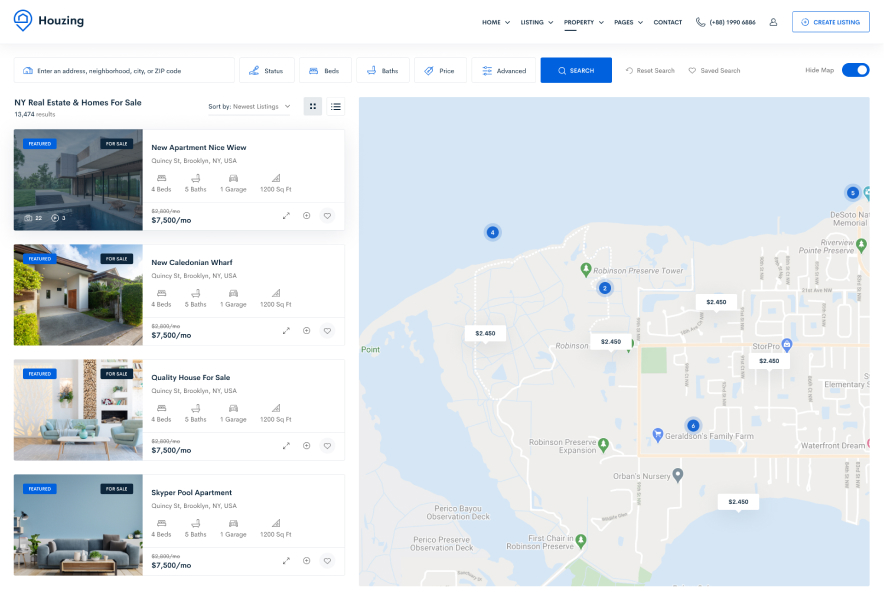 Houzing
HOME
LISTING
PROPERTY
PAGES
CONTACT
(+88) 1990 6886
CREATE LISTING
Enter an address, neighborhood, city, or ZIP code
Status
Beds
Baths
Price
Advanced
SEARCH
Reset Search
Saved Search
Hide Map
NY Real Estate & Homes For Sale
13,474 results
Sort by: Newest Listings
FEATURED
FOR SALE
22
3
New Apartment Nice Wiew
Quincy St, Brooklyn, NY, USA
4 Beds
5 Baths
1 Garage
1200 Sq Ft
$2,800/mo
$7,500/mo
FEATURED
FOR SALE
New Caledonian Wharf
Quincy St, Brooklyn, NY, USA
4 Beds
5 Baths
1 Garage
1200 Sq Ft
$2,800/mo
$7,500/mo
FEATURED
FOR SALE
Quality House For Sale
Quincy St, Brooklyn, NY, USA
4 Beds
5 Baths
1 Garage
1200 Sq Ft
$2,800/mo
$7,500/mo
FEATURED
FOR SALE
Skyper Pool Apartment
Quincy St, Brooklyn, NY, USA
4 Beds
5 Baths
1 Garage
1200 Sq Ft
$2,800/mo
$7,500/mo
5
DeSoto Nat
Memorial
4
Riverview
Pointe Preserve
Robinson Preserve Tower
2
21st Ave NW
$2.450
$2.450
$2.450
Point
Robinson
StorPro
$2.450
Elementary S
6
Geraldson's Family Farm
Robinson Preserve
Expansion
Waterfront Dream
Orban's Nursery
$2.450
Perico Bayou
Observation Deck
Perico Preserve
Observation Deck
First Chair in
Robinson Preserve